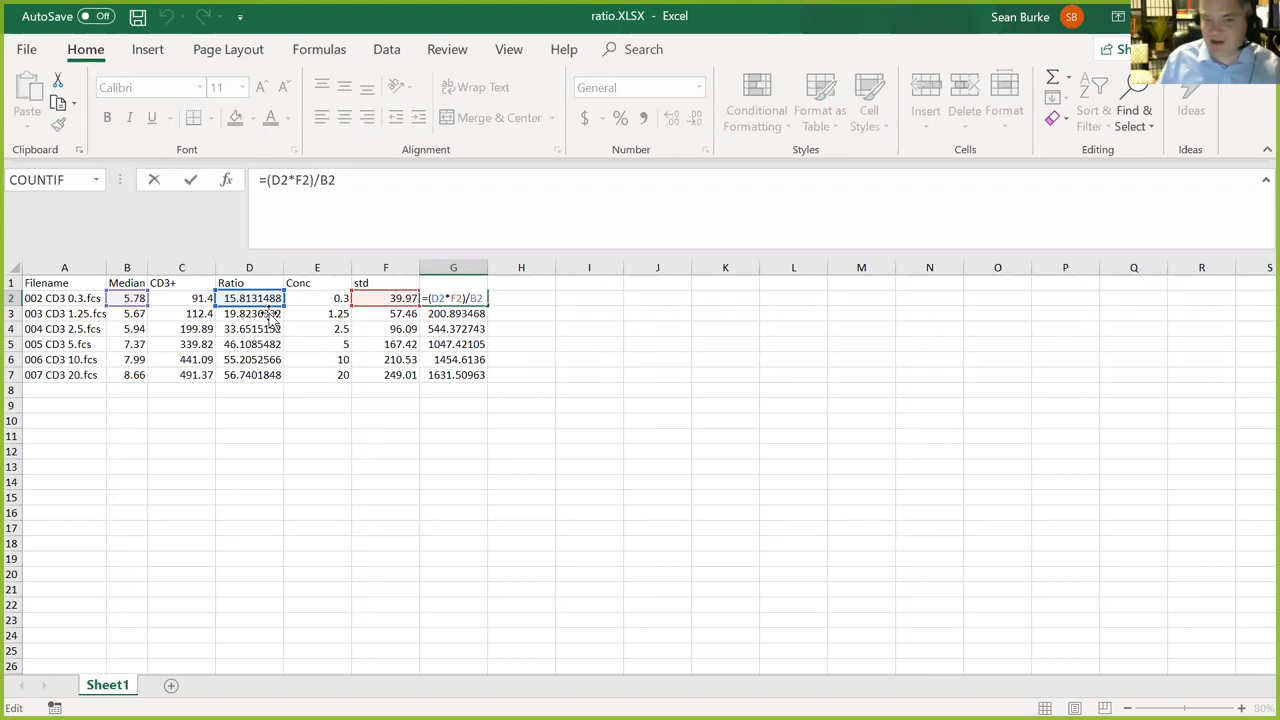 AutoSave Off ratio.XLSX - Excel Sean Burke SB
File Home Insert Page Layout Formulas Data Review View Help Search
Paste Calibri 11 Wrap Text General Conditional Formatting Format as Table Cell Styles Insert Delete Format Sort & Filter Find & Select Ideas
B I U Merge & Center $ % 9
Clipboard Font Alignment Number Styles Cells Editing Ideas
COUNTIF fx =(D2*F2)/B2
A B C D E F G H I J K L M N O P Q R S
1 Filename Median CD3+ Ratio Conc std
2 002 CD3 0.3.fcs 5.78 91.4 15.8131488 0.3 39.97 =(D2*F2)/B2
3 003 CD3 1.25.fcs 5.67 112.4 1.25 57.46 200.893468
4 004 CD3 2.5.fcs 5.94 199.89 2.5 96.09 544.372743
5 005 CD3 5.fcs 7.37 339.82 46.1085482 5 167.42 1047.42105
6 006 CD3 10.fcs 7.99 441.09 55.2052566 10 210.53 1454.6136
7 007 CD3 20.fcs 8.66 491.37 56.7401848 20 249.01 1631.50963
8
9
10
11
12
13
14
15
16
17
18
19
20
21
22
23
24
25
26
Sheet1
Edit 80%